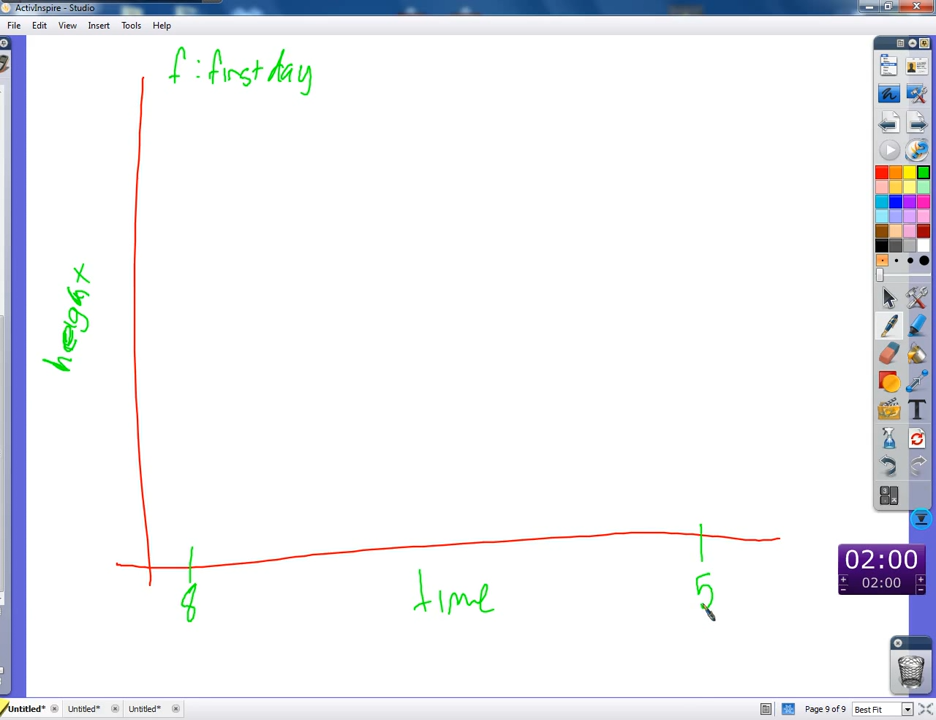 ActivInspire - Studio
File Edit View Insert Tools Help
f : first day
height
8
time
5
02:00
02:00
Untitled* Untitled* Untitled*
Page 9 of 9 Best Fit